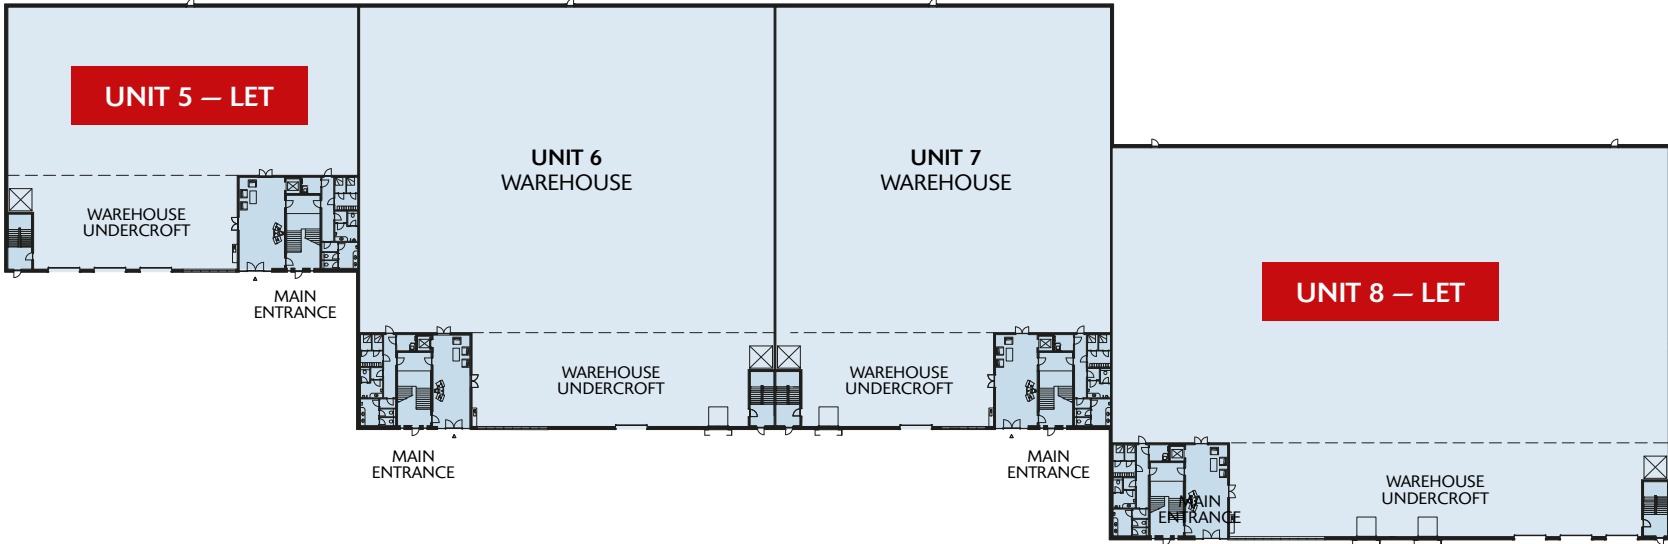 UNIT 5 — LET
WAREHOUSE
UNDERCROFT
MAIN
ENTRANCE
UNIT 6
WAREHOUSE
WAREHOUSE
UNDERCROFT
MAIN
ENTRANCE
UNIT 7
WAREHOUSE
WAREHOUSE
UNDERCROFT
MAIN
ENTRANCE
UNIT 8 — LET
WAREHOUSE
UNDERCROFT
MAIN
ENTRANCE